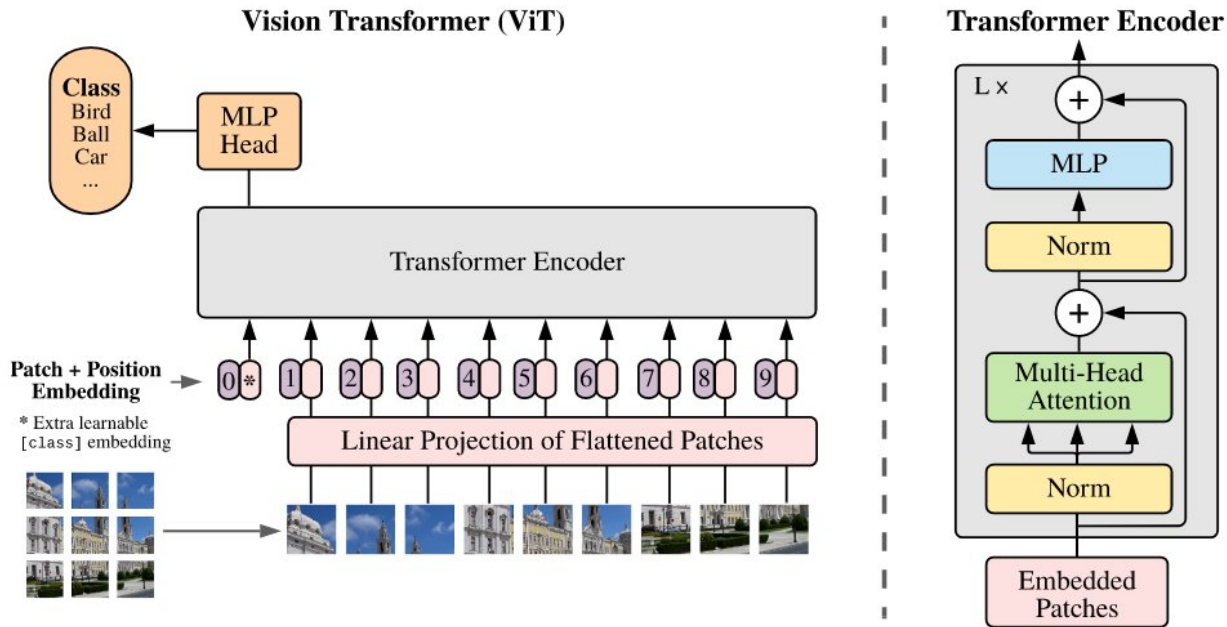 Vision Transformer (ViT)
Class
Bird
Ball
Car
...
MLP
Head
Transformer Encoder
Patch + Position
Embedding
0 * 1 2 3 4 5 6 7 8 9
* Extra learnable
[class] embedding
Linear Projection of Flattened Patches
Transformer Encoder
L ×
+
MLP
Norm
+
Multi-Head
Attention
Norm
Embedded
Patches